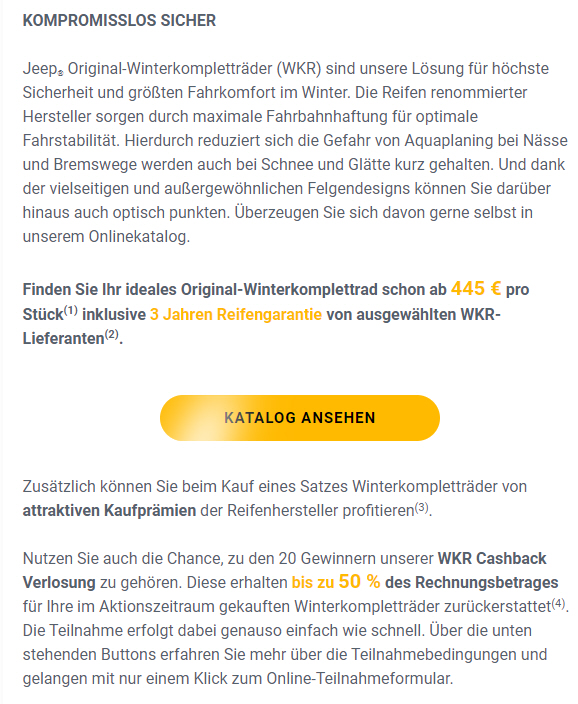 KOMPROMISSLOS SICHER
Jeep® Original-Winterkompletträder (WKR) sind unsere Lösung für höchste
Sicherheit und größten Fahrkomfort im Winter. Die Reifen renommierter
Hersteller sorgen durch maximale Fahrbahnhaftung für optimale
Fahrstabilität. Hierdurch reduziert sich die Gefahr von Aquaplaning bei Nässe
und Bremswege werden auch bei Schnee und Glätte kurz gehalten. Und dank
der vielseitigen und außergewöhnlichen Felgendesigns können Sie darüber
hinaus auch optisch punkten. Überzeugen Sie sich davon gerne selbst in
unserem Onlinekatalog.
Finden Sie Ihr ideales Original-Winterkomplettrad schon ab 445 € pro
Stück(1) inklusive 3 Jahren Reifengarantie von ausgewählten WKR-
Lieferanten(2).
KATALOG ANSEHEN
Zusätzlich können Sie beim Kauf eines Satzes Winterkompletträder von
attraktiven Kaufprämien der Reifenhersteller profitieren(3).
Nutzen Sie auch die Chance, zu den 20 Gewinnern unserer WKR Cashback
Verlosung zu gehören. Diese erhalten bis zu 50 % des Rechnungsbetrages
für Ihre im Aktionszeitraum gekauften Winterkompletträder zurückerstattet(4).
Die Teilnahme erfolgt dabei genauso einfach wie schnell. Über die unten
stehenden Buttons erfahren Sie mehr über die Teilnahmebedingungen und
gelangen mit nur einem Klick zum Online-Teilnahmeformular.